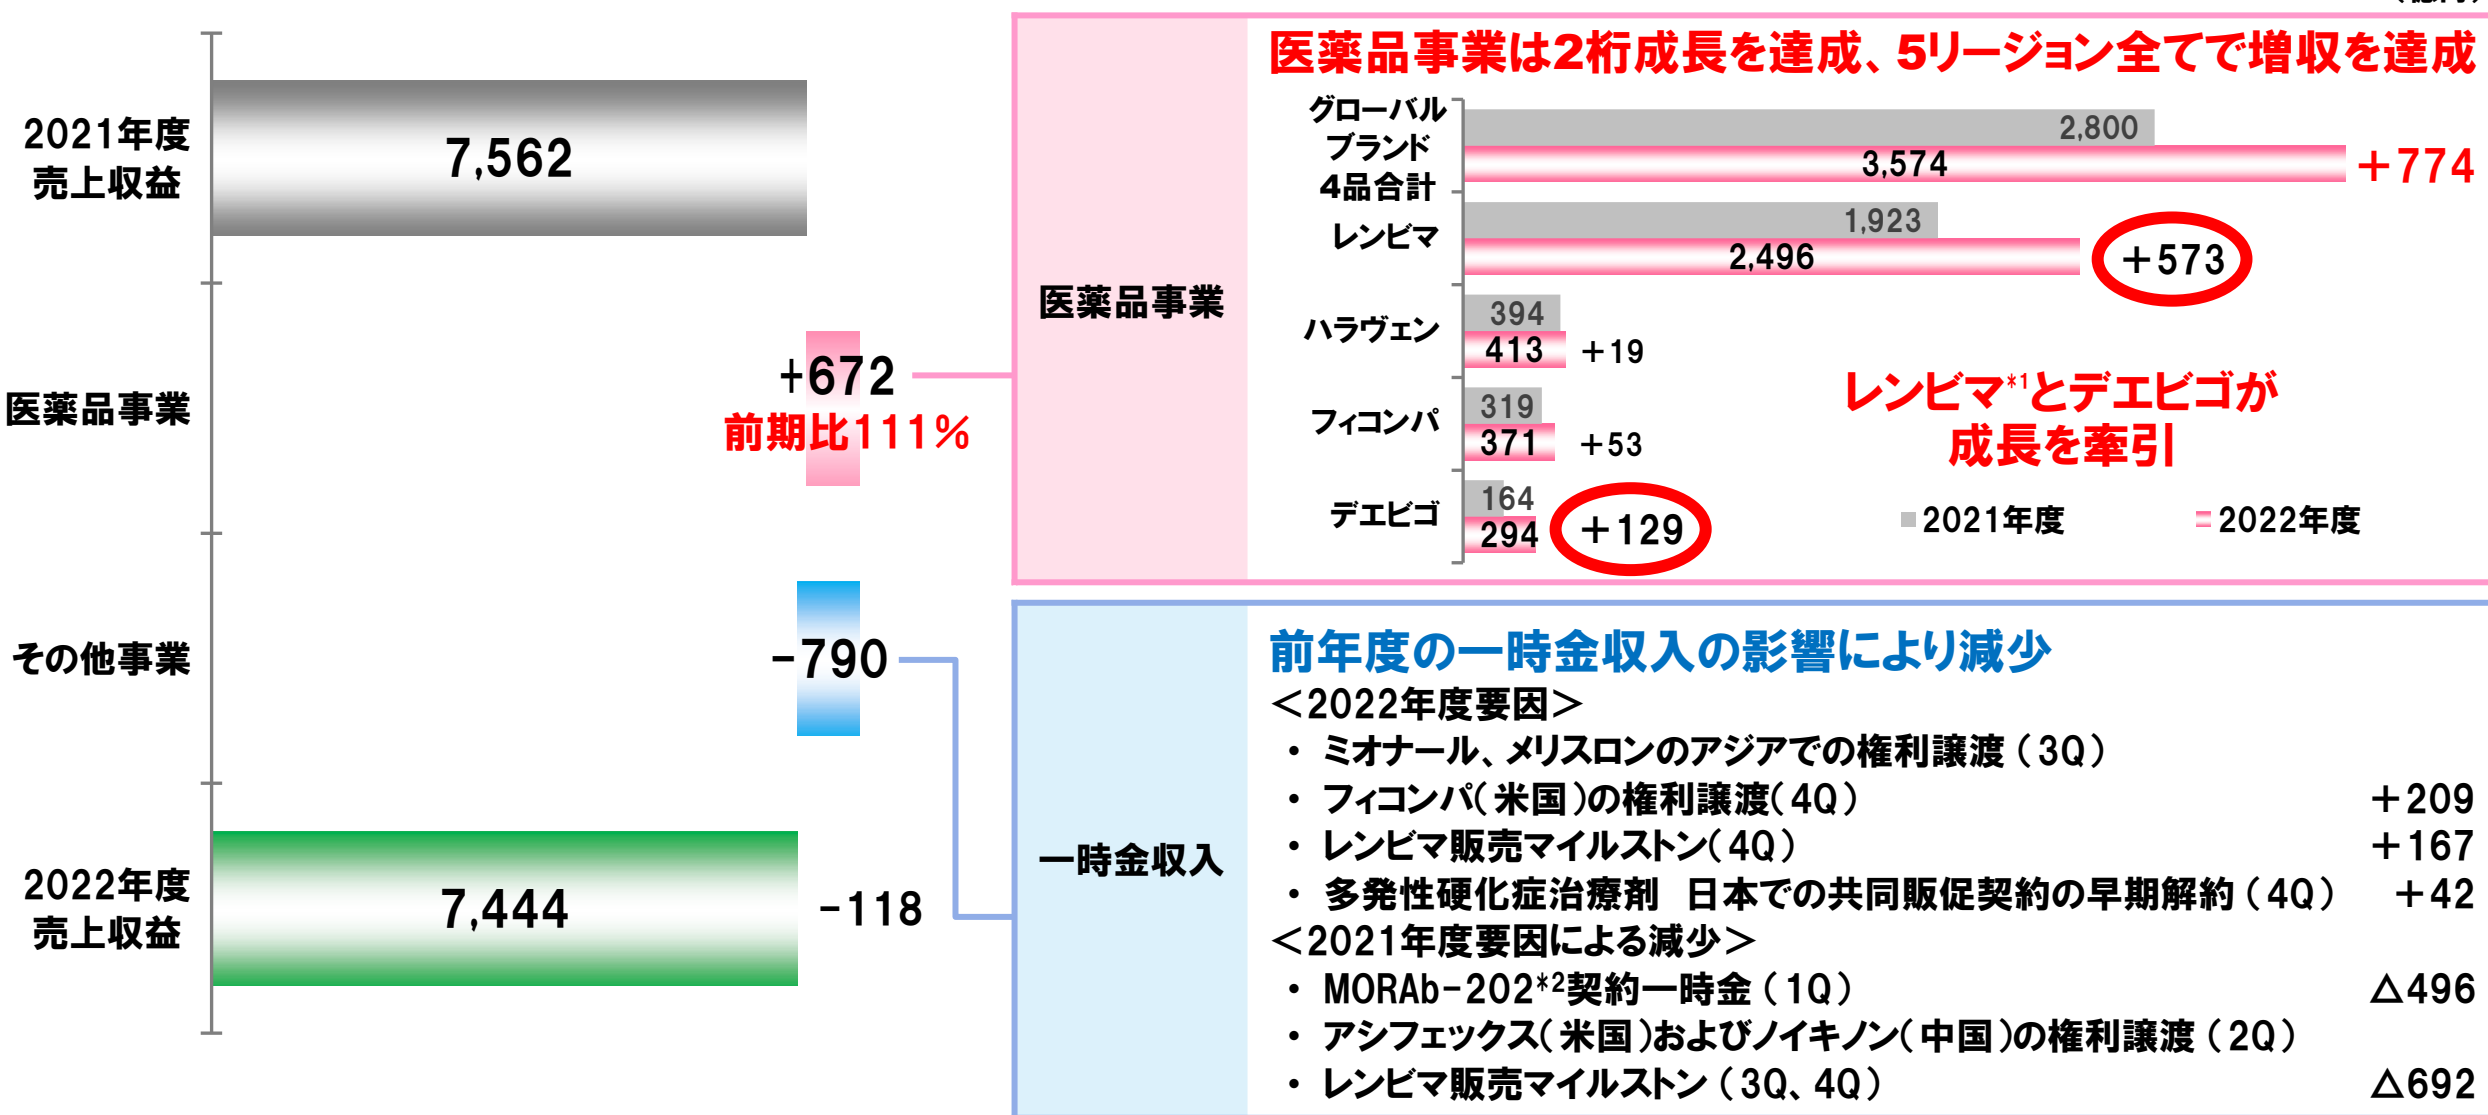 2021年度
売上収益
7,562
医薬品事業
+672
前期比111%
その他事業
-790
2022年度
売上収益
7,444
-118
医薬品事業
医薬品事業は2桁成長を達成、5リージョン全てで増収を達成
グローバル
ブランド
4品合計
2,800
3,574
+774
レンビマ
1,923
2,496
+573
ハラヴェン
394
413
+19
フィコンパ
319
371
+53
デエビゴ
164
294
+129
レンビマ*1とデエビゴが
成長を牽引
2021年度
2022年度
一時金収入
前年度の一時金収入の影響により減少
<2022年度要因>
・ ミオナール、メリスロンのアジアでの権利譲渡(3Q)
・ フィコンパ(米国)の権利譲渡(4Q) +209
・ レンビマ販売マイルストン(4Q) +167
・ 多発性硬化症治療剤 日本での共同販促契約の早期解約(4Q) +42
<2021年度要因による減少>
・ MORAb-202*2契約一時金(1Q) △496
・ アシフェックス(米国)およびノイキノン(中国)の権利譲渡(2Q)
・ レンビマ販売マイルストン(3Q、4Q) △692